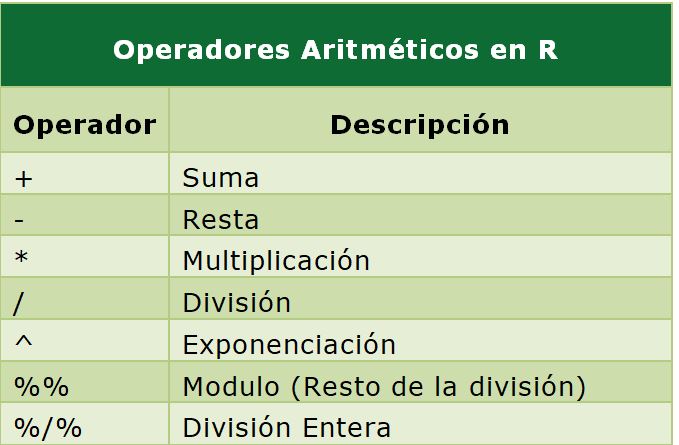 Operadores Aritméticos en R
Operador Descripción
+ Suma
- Resta
* Multiplicación
/ División
^ Exponenciación
%% Modulo (Resto de la división)
%/% División Entera